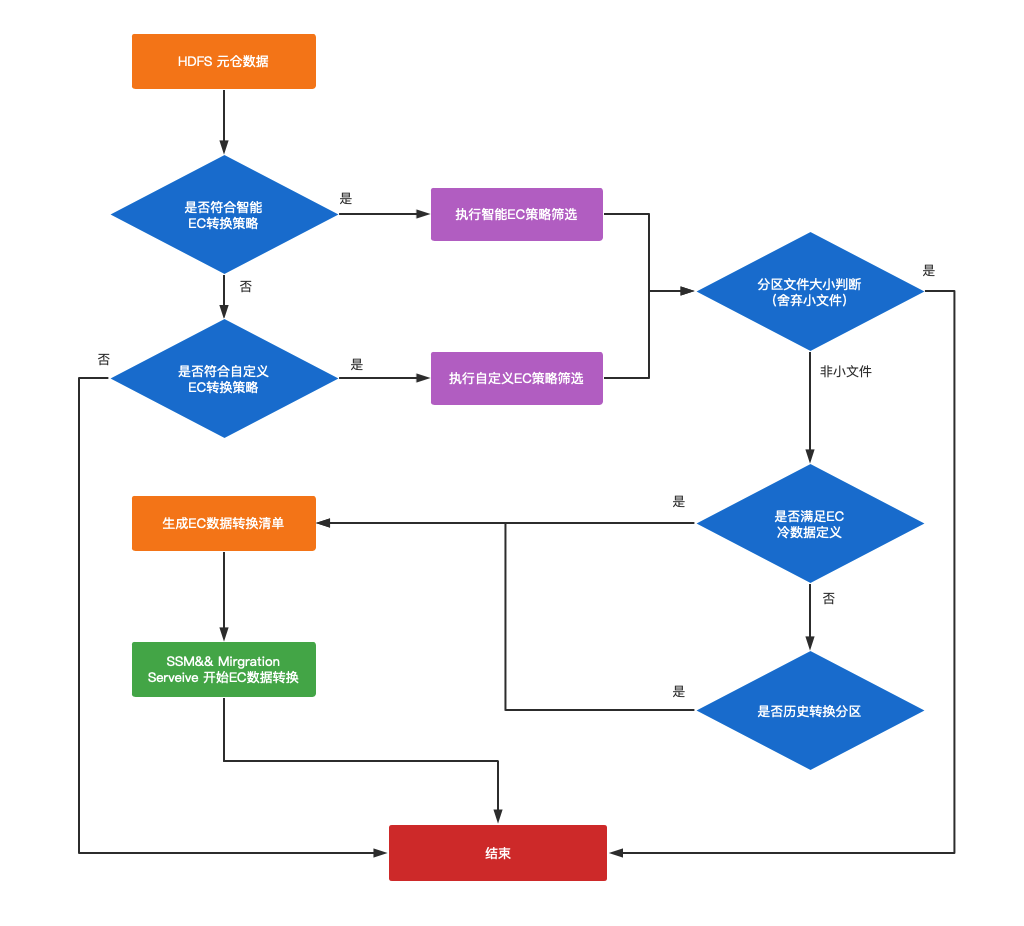 HDFS 元仓数据
是否符合智能
EC转换策略
是
执行智能EC策略筛选
否
是否符合自定义
EC转换策略
否
是
执行自定义EC策略筛选
分区文件大小判断
(舍弃小文件)
是
非小文件
是否满足EC
冷数据定义
是
否
生成EC数据转换清单
SSM&& Mirgration
Serveive 开始EC数据转换
是否历史转换分区
是
结束